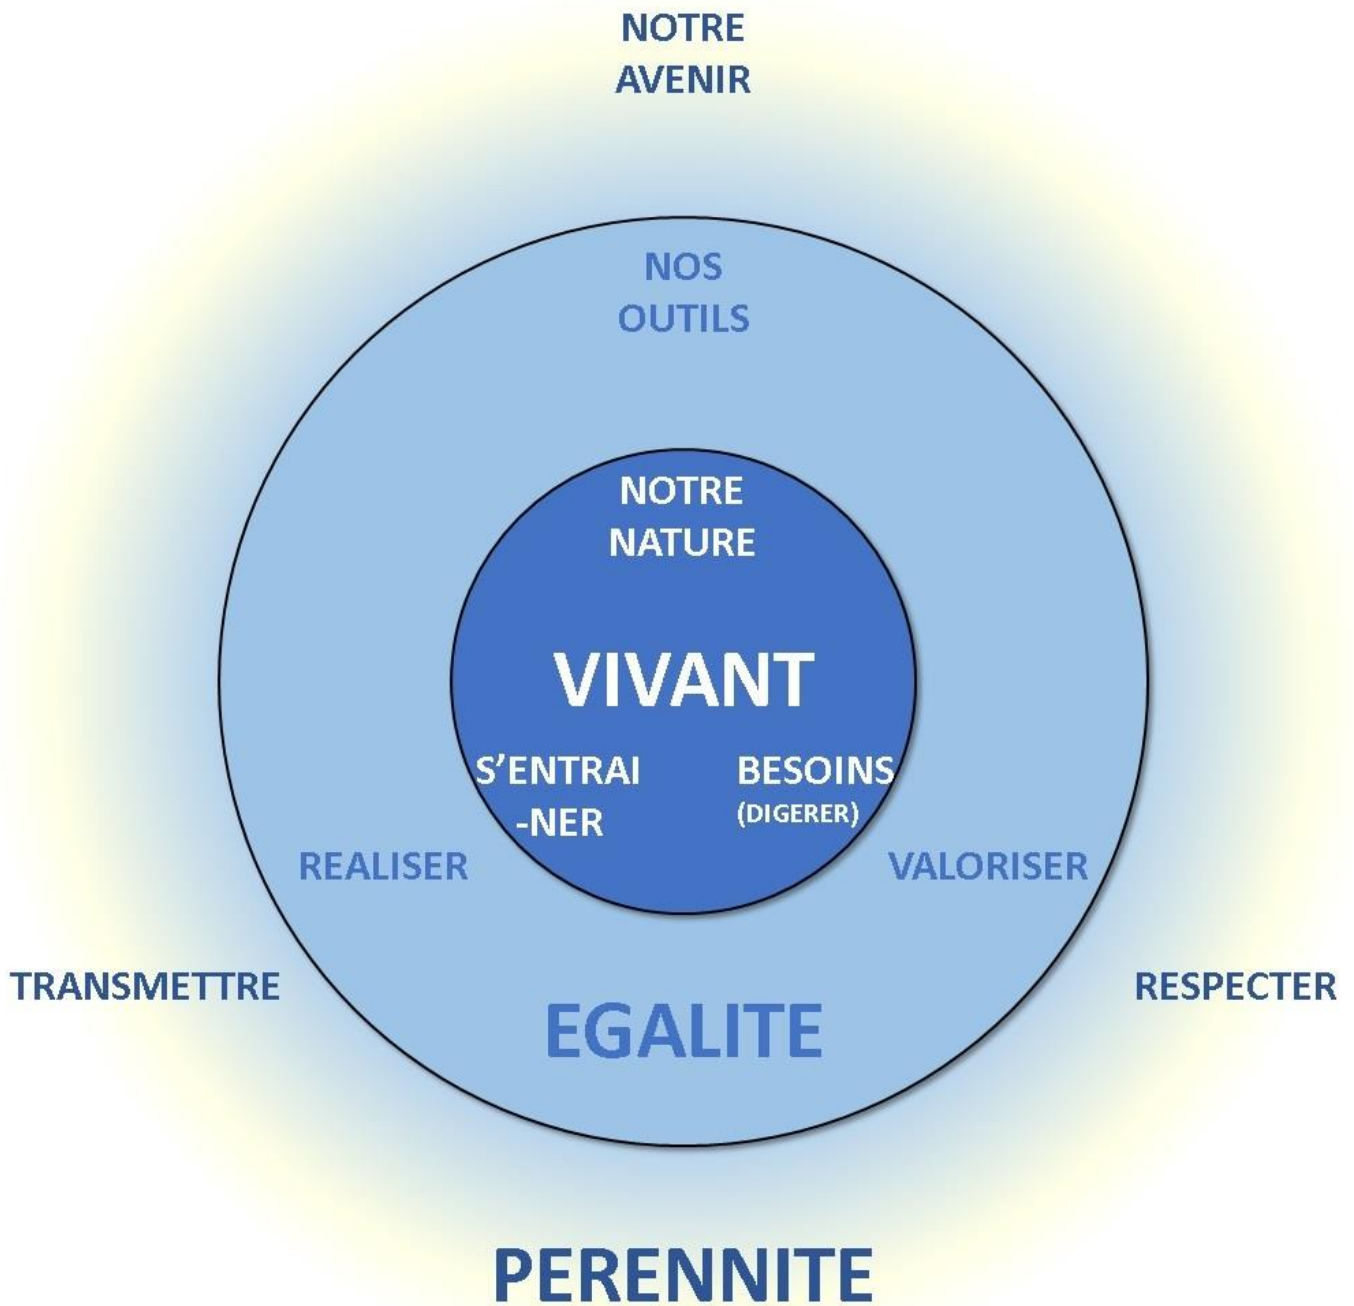 NOTRE
AVENIR
NOS
OUTILS
NOTRE
NATURE
VIVANT
S’ENTRAI
-NER
BESOINS
(DIGERER)
REALISER
VALORISER
TRANSMETTRE
RESPECTER
EGALITE
PERENNITE